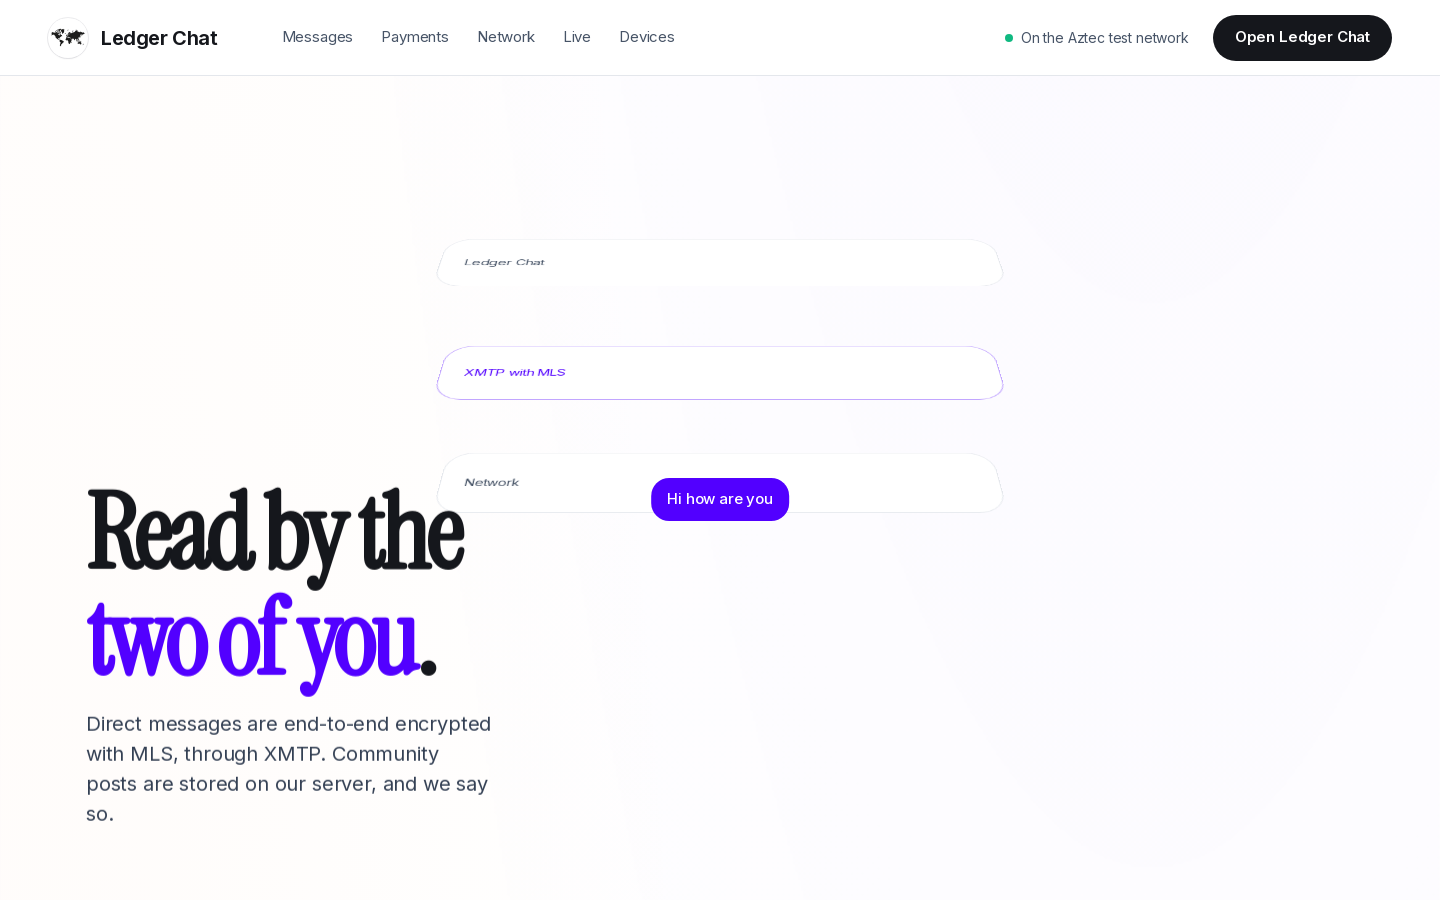 Ledger Chat
Messages
Payments
Network
Live
Devices
On the Aztec test network
Open Ledger Chat
Ledger Chat
XMTP with MLS
Network
Hi how are you
Read by the
two of you.
Direct messages are end-to-end encrypted
with MLS, through XMTP. Community
posts are stored on our server, and we say
so.